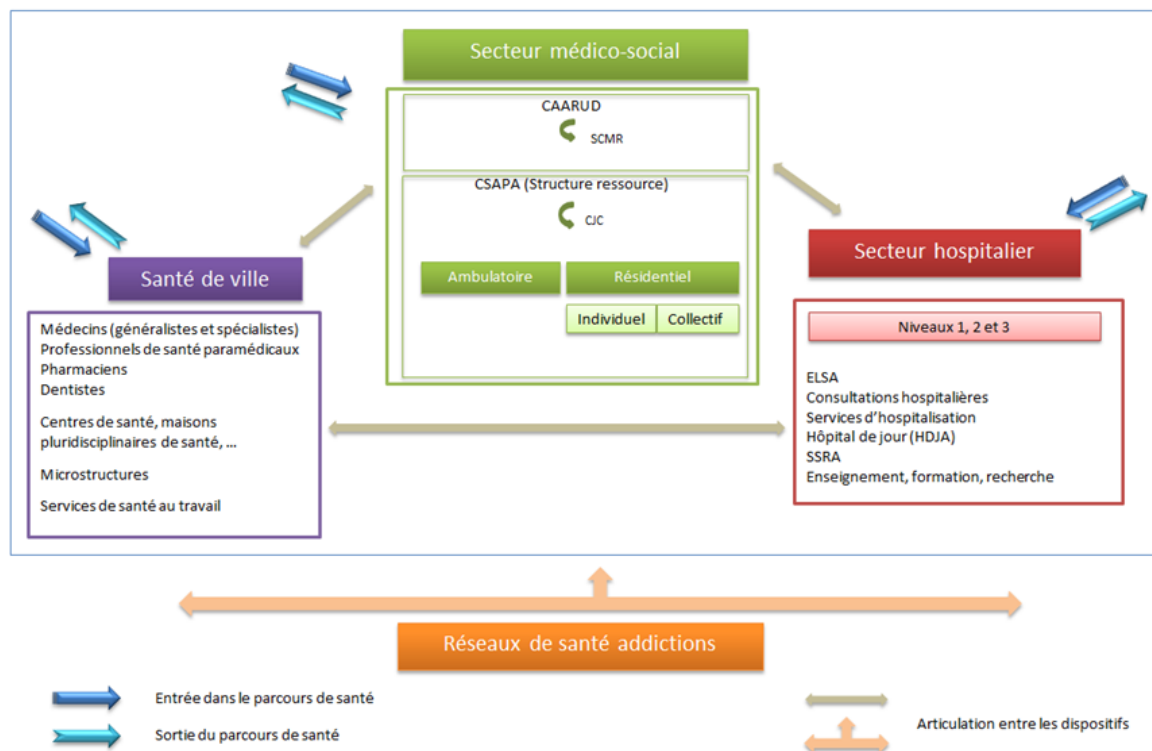 Secteur médico-social
CAARUD
SCMR
CSAPA (Structure ressource)
CJC
Ambulatoire
Résidentiel
Individuel
Collectif
Santé de ville
Médecins (généralistes et spécialistes)
Professionnels de santé paramédicaux
Pharmaciens
Dentistes
Centres de santé, maisons
pluridisciplinaires de santé, ...
Microstructures
Services de santé au travail
Secteur hospitalier
Niveaux 1, 2 et 3
ELSA
Consultations hospitalières
Services d'hospitalisation
Hôpital de jour (HDJA)
SSRA
Enseignement, formation, recherche
Réseaux de santé addictions
Entrée dans le parcours de santé
Sortie du parcours de santé
Articulation entre les dispositifs